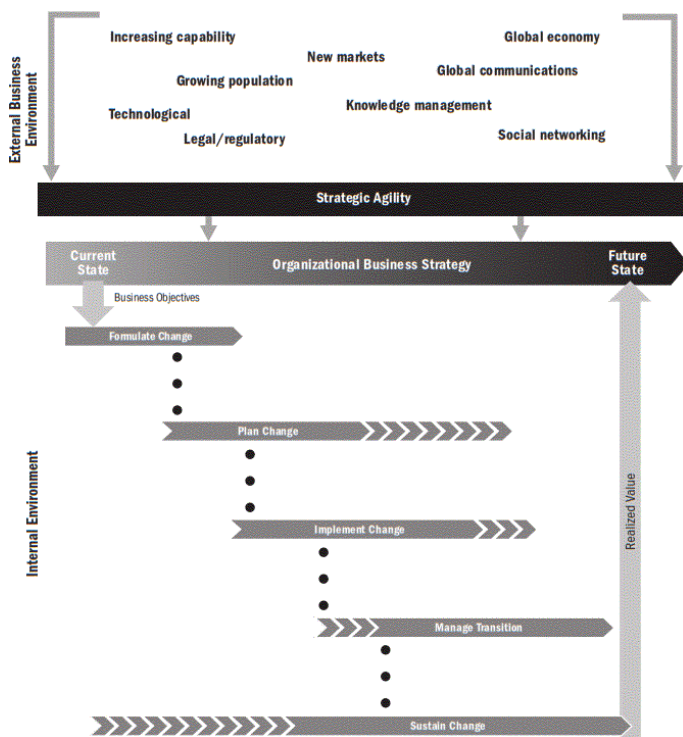 External Business
Environment
Increasing capability
Global economy
New markets
Global communications
Growing population
Knowledge management
Technological
Legal/regulatory
Social networking
Strategic Agility
Current
State
Organizational Business Strategy
Future
State
Business Objectives
Internal Environment
Formulate Change
Plan Change
Implement Change
Manage Transition
Sustain Change
Realized Value